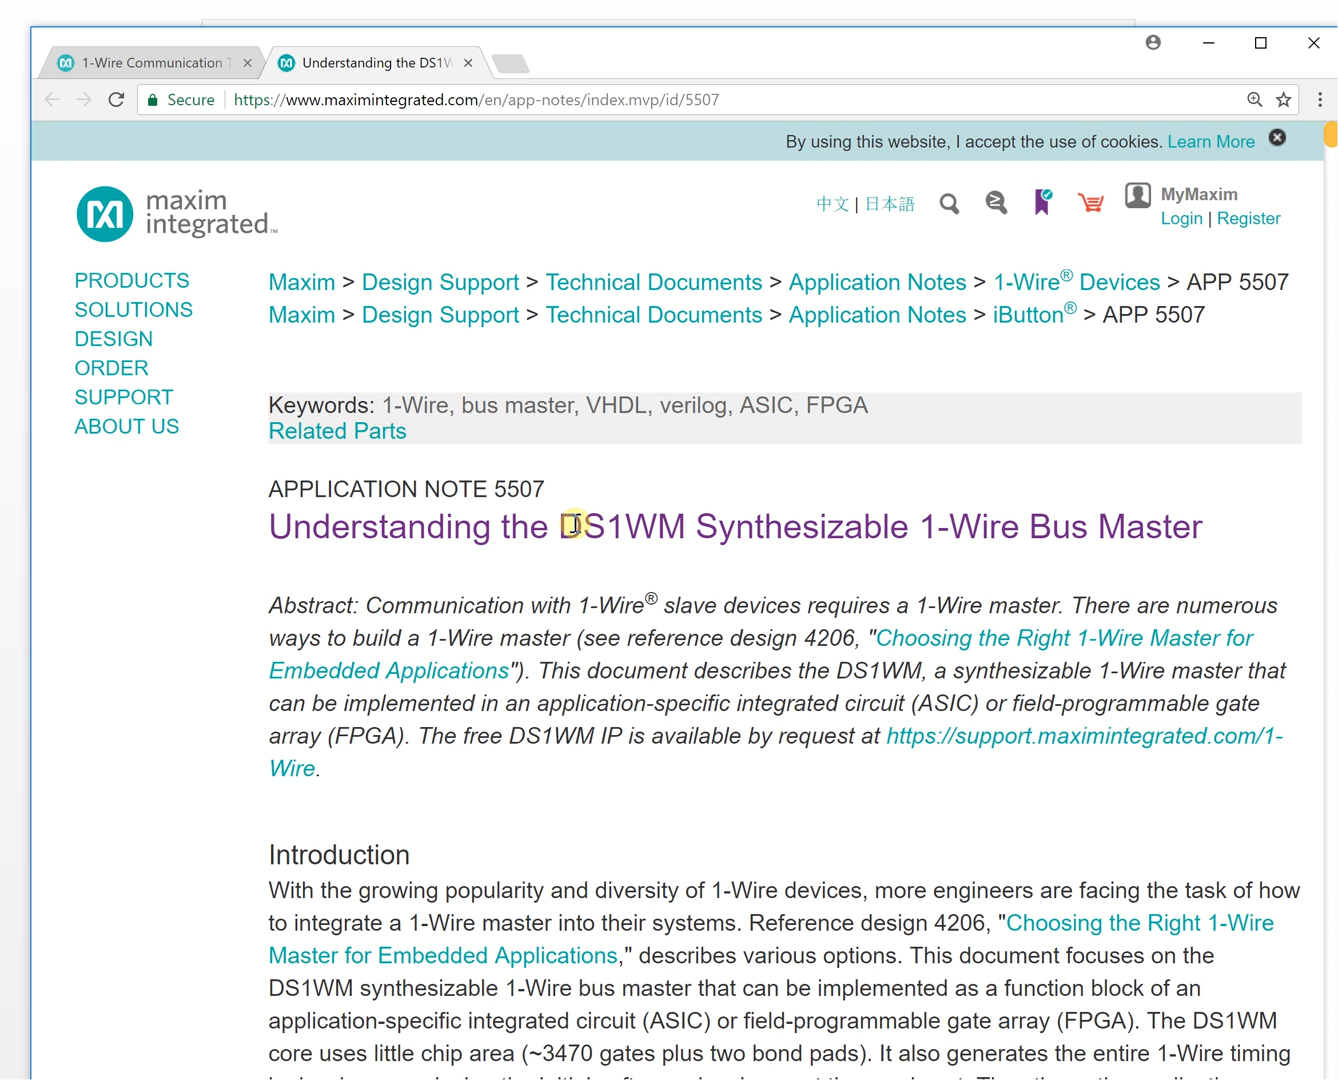 1-Wire Communication T
Understanding the DS1W
Secure
https://www.maximintegrated.com/en/app-notes/index.mvp/id/5507
By using this website, I accept the use of cookies. Learn More
maxim
integrated™
中文 | 日本語
MyMaxim
Login | Register
PRODUCTS
SOLUTIONS
DESIGN
ORDER
SUPPORT
ABOUT US
Maxim > Design Support > Technical Documents > Application Notes > 1-Wire® Devices > APP 5507
Maxim > Design Support > Technical Documents > Application Notes > iButton® > APP 5507
Keywords: 1-Wire, bus master, VHDL, verilog, ASIC, FPGA
Related Parts
APPLICATION NOTE 5507
Understanding the DS1WM Synthesizable 1-Wire Bus Master
Abstract: Communication with 1-Wire® slave devices requires a 1-Wire master. There are numerous
ways to build a 1-Wire master (see reference design 4206, "Choosing the Right 1-Wire Master for
Embedded Applications"). This document describes the DS1WM, a synthesizable 1-Wire master that
can be implemented in an application-specific integrated circuit (ASIC) or field-programmable gate
array (FPGA). The free DS1WM IP is available by request at https://support.maximintegrated.com/1-
Wire.
Introduction
With the growing popularity and diversity of 1-Wire devices, more engineers are facing the task of how
to integrate a 1-Wire master into their systems. Reference design 4206, "Choosing the Right 1-Wire
Master for Embedded Applications," describes various options. This document focuses on the
DS1WM synthesizable 1-Wire bus master that can be implemented as a function block of an
application-specific integrated circuit (ASIC) or field-programmable gate array (FPGA). The DS1WM
core uses little chip area (~3470 gates plus two bond pads). It also generates the entire 1-Wire timing